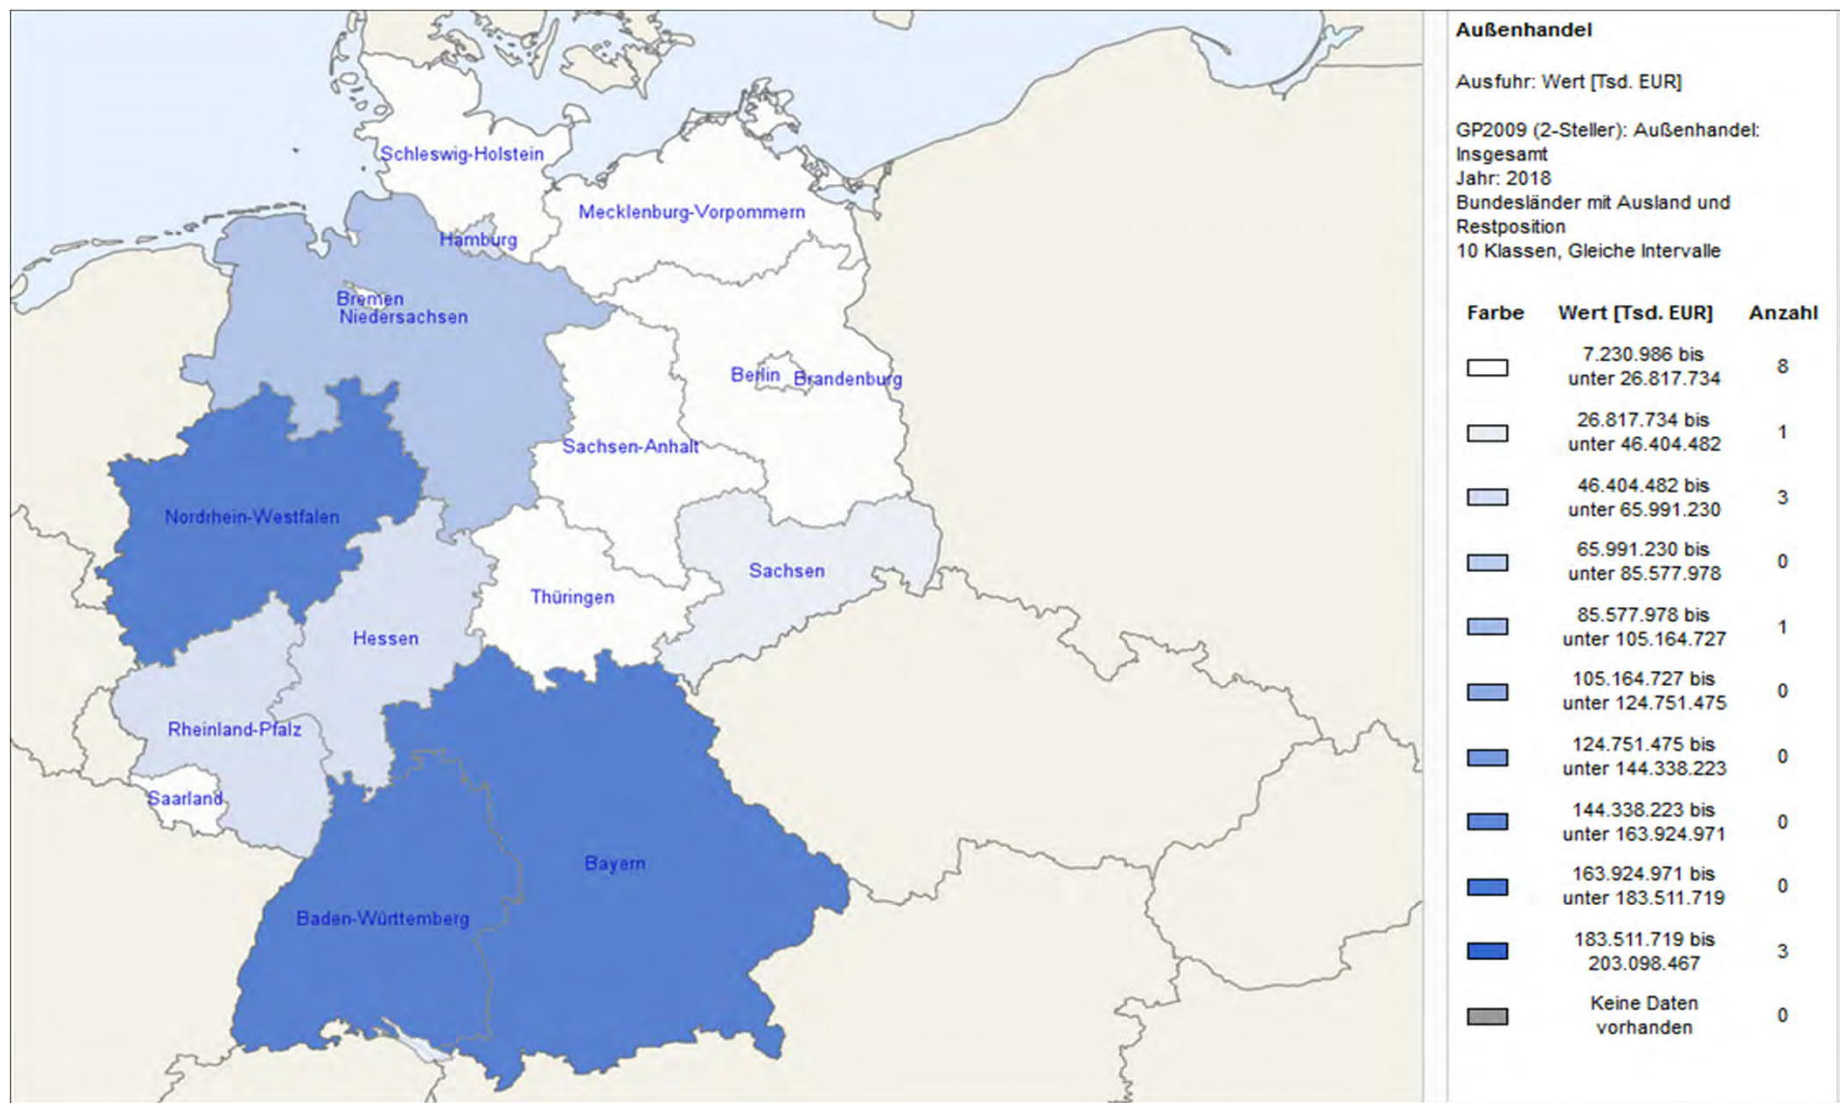 Schleswig-Holstein
Mecklenburg-Vorpommern
Hamburg
Bremen
Niedersachsen
Berlin
Brandenburg
Sachsen-Anhalt
Nordrhein-Westfalen
Sachsen
Thüringen
Hessen
Rheinland-Pfalz
Saarland
Bayern
Baden-Württemberg
Außenhandel
Ausfuhr: Wert [Tsd. EUR]
GP2009 (2-Steller): Außenhandel:
Insgesamt
Jahr: 2018
Bundesländer mit Ausland und
Restposition
10 Klassen, Gleiche Intervalle
Farbe Wert [Tsd. EUR] Anzahl
7.230.986 bis
unter 26.817.734 8
26.817.734 bis
unter 46.404.482 1
46.404.482 bis
unter 65.991.230 3
65.991.230 bis
unter 85.577.978 0
85.577.978 bis
unter 105.164.727 1
105.164.727 bis
unter 124.751.475 0
124.751.475 bis
unter 144.338.223 0
144.338.223 bis
unter 163.924.971 0
163.924.971 bis
unter 183.511.719 0
183.511.719 bis
203.098.467 3
Keine Daten
vorhanden 0